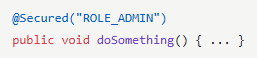 @Secured("ROLE_ADMIN")
public void doSomething() { ... }